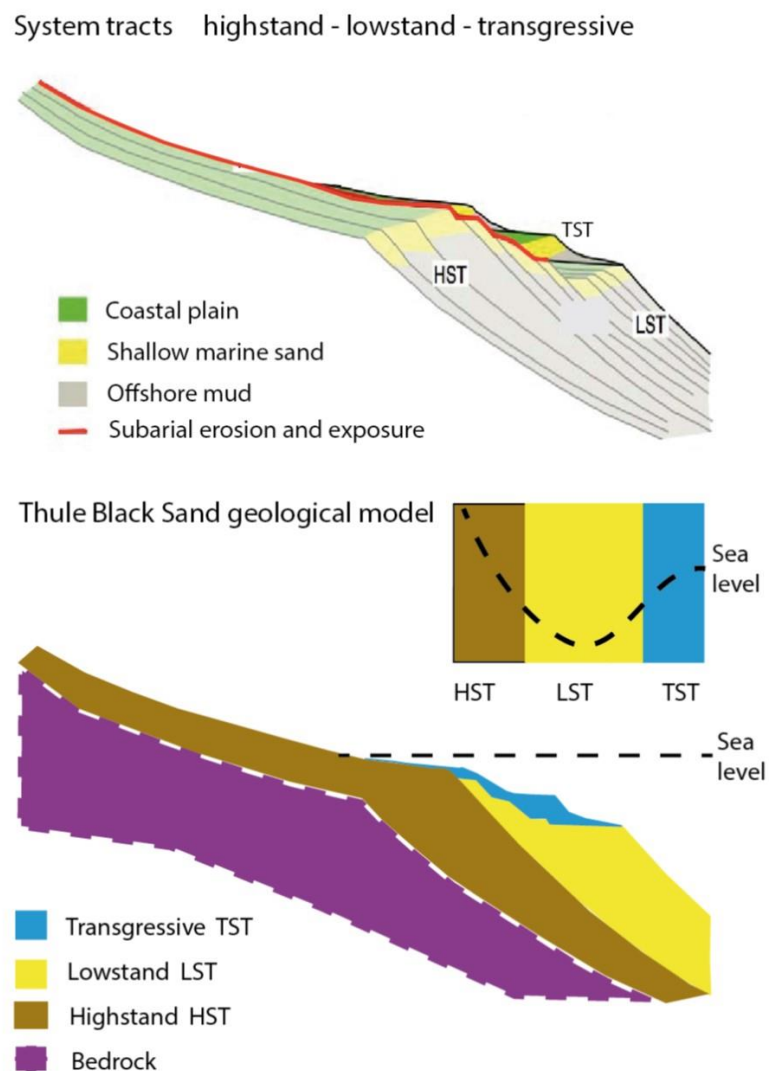 System tracts highstand - lowstand - transgressive
TST
HST
LST
Coastal plain
Shallow marine sand
Offshore mud
Subarial erosion and exposure
Thule Black Sand geological model
Sea
level
HST LST TST
Sea
level
Transgressive TST
Lowstand LST
Highstand HST
Bedrock